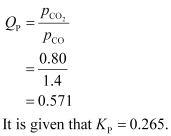 Q_P = p_CO₂ / p_CO
= 0.80 / 1.4
= 0.571
It is given that K_P = 0.265.